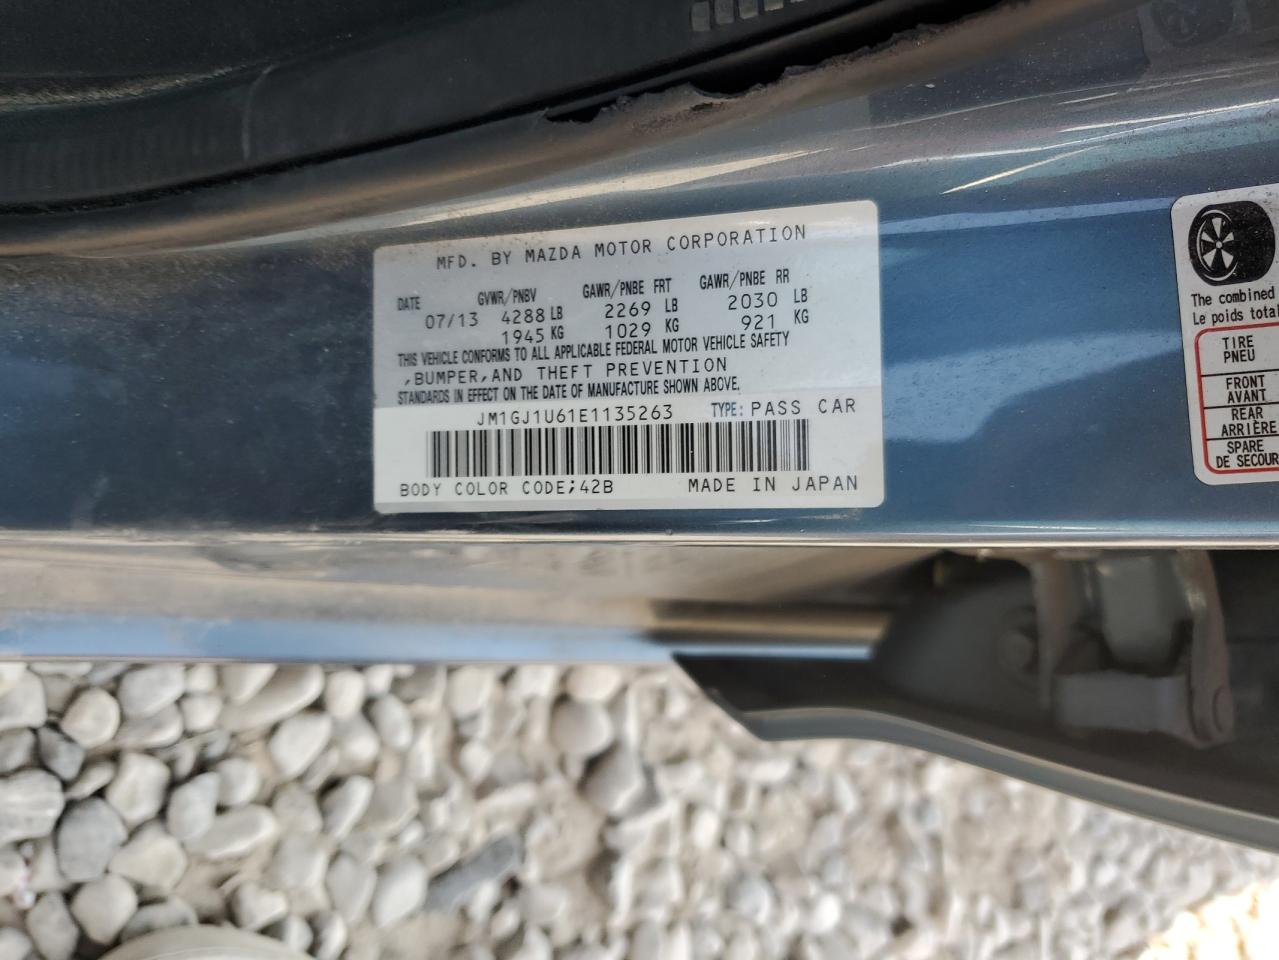 MFD. BY MAZDA MOTOR CORPORATION
DATE GVWR/PNBV GAWR/PNBE FRT GAWR/PNBE RR
07/13 4288 LB 2269 LB 2030 LB
1945 KG 1029 KG 921 KG
THIS VEHICLE CONFORMS TO ALL APPLICABLE FEDERAL MOTOR VEHICLE SAFETY
,BUMPER,AND THEFT PREVENTION
STANDARDS IN EFFECT ON THE DATE OF MANUFACTURE SHOWN ABOVE.
JM1GJ1U61E1135263 TYPE: PASS CAR
BODY COLOR CODE;42B MADE IN JAPAN
The combined
Le poids total
TIRE
PNEU
FRONT
AVANT
REAR
ARRIÈRE
SPARE
DE SECOUR